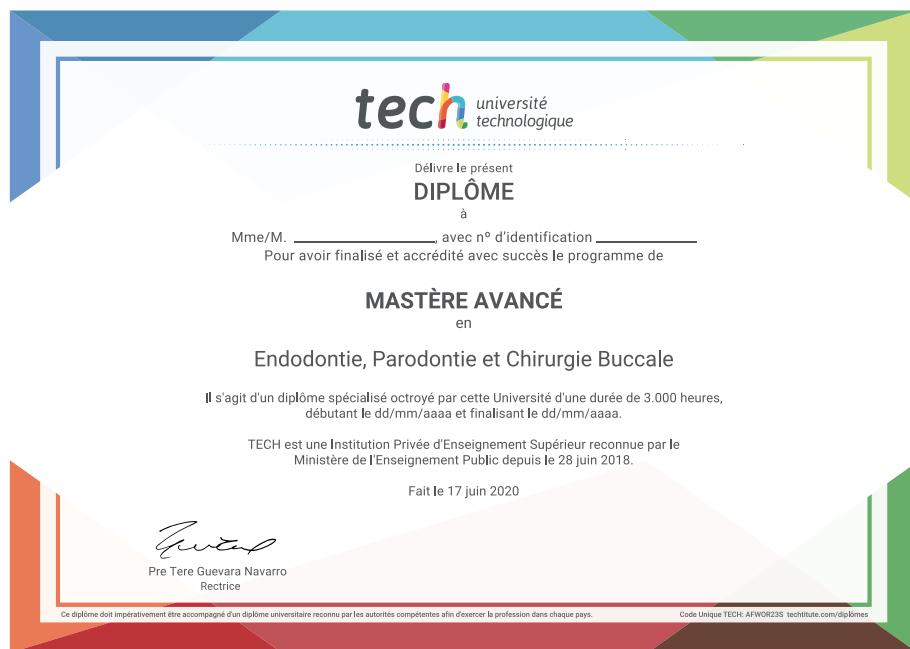 tech université
technologique
Délivre le présent
DIPLÔME
à
Mme/M. ____________, avec nº d'identification ____________
Pour avoir finalisé et accrédité avec succès le programme de
MASTÈRE AVANCÉ
en
Endodontie, Parodontie et Chirurgie Buccale
Il s'agit d'un diplôme spécialisé octroyé par cette Université d'une durée de 3.000 heures,
débutant le dd/mm/aaaa et finalisant le dd/mm/aaaa.
TECH est une Institution Privée d'Enseignement Supérieur reconnue par le
Ministère de l'Enseignement Public depuis le 28 juin 2018.
Fait le 17 juin 2020
Pre Tere Guevara Navarro
Rectrice
Ce diplôme doit impérativement être accompagné d'un diplôme universitaire reconnu par les autorités compétentes afin d'exercer la profession dans chaque pays. Code Unique TECH: AFWOR23S techtitute.com/diplômes